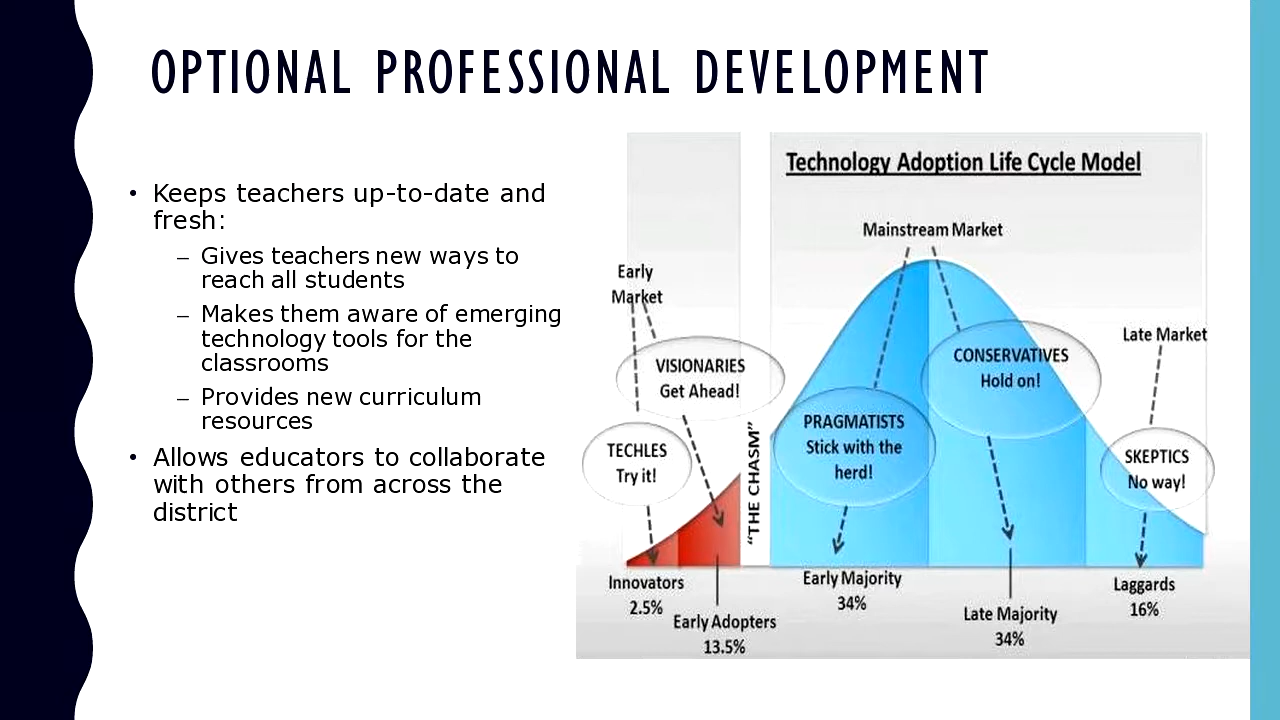 OPTIONAL PROFESSIONAL DEVELOPMENT
• Keeps teachers up-to-date and
fresh:
– Gives teachers new ways to
reach all students
– Makes them aware of emerging
technology tools for the
classrooms
– Provides new curriculum
resources
• Allows educators to collaborate
with others from across the
district
Technology Adoption Life Cycle Model
Mainstream Market
Early
Market
Late Market
VISIONARIES
Get Ahead!
CONSERVATIVES
Hold on!
TECHLES
Try it!
PRAGMATISTS
Stick with the
herd!
"THE CHASM"
SKEPTICS
No way!
Innovators
2.5%
Early Adopters
13.5%
Early Majority
34%
Late Majority
34%
Laggards
16%